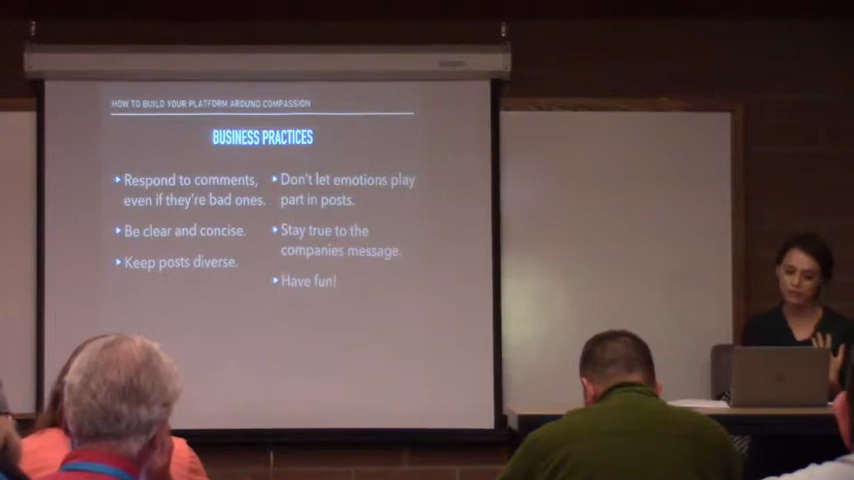 HOW TO BUILD YOUR PLATFORM AROUND COMPASSION
BUSINESS PRACTICES
Respond to comments,
even if they're bad ones.
Be clear and concise.
Keep posts diverse.
Don't let emotions play
part in posts.
Stay true to the
companies message.
Have fun!